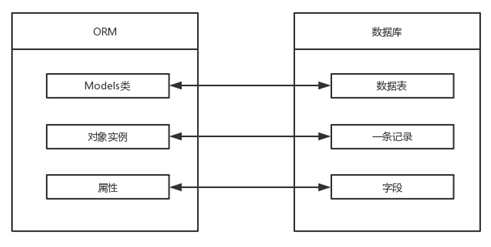 ORM
数据库
Models类
数据表
对象实例
一条记录
属性
字段